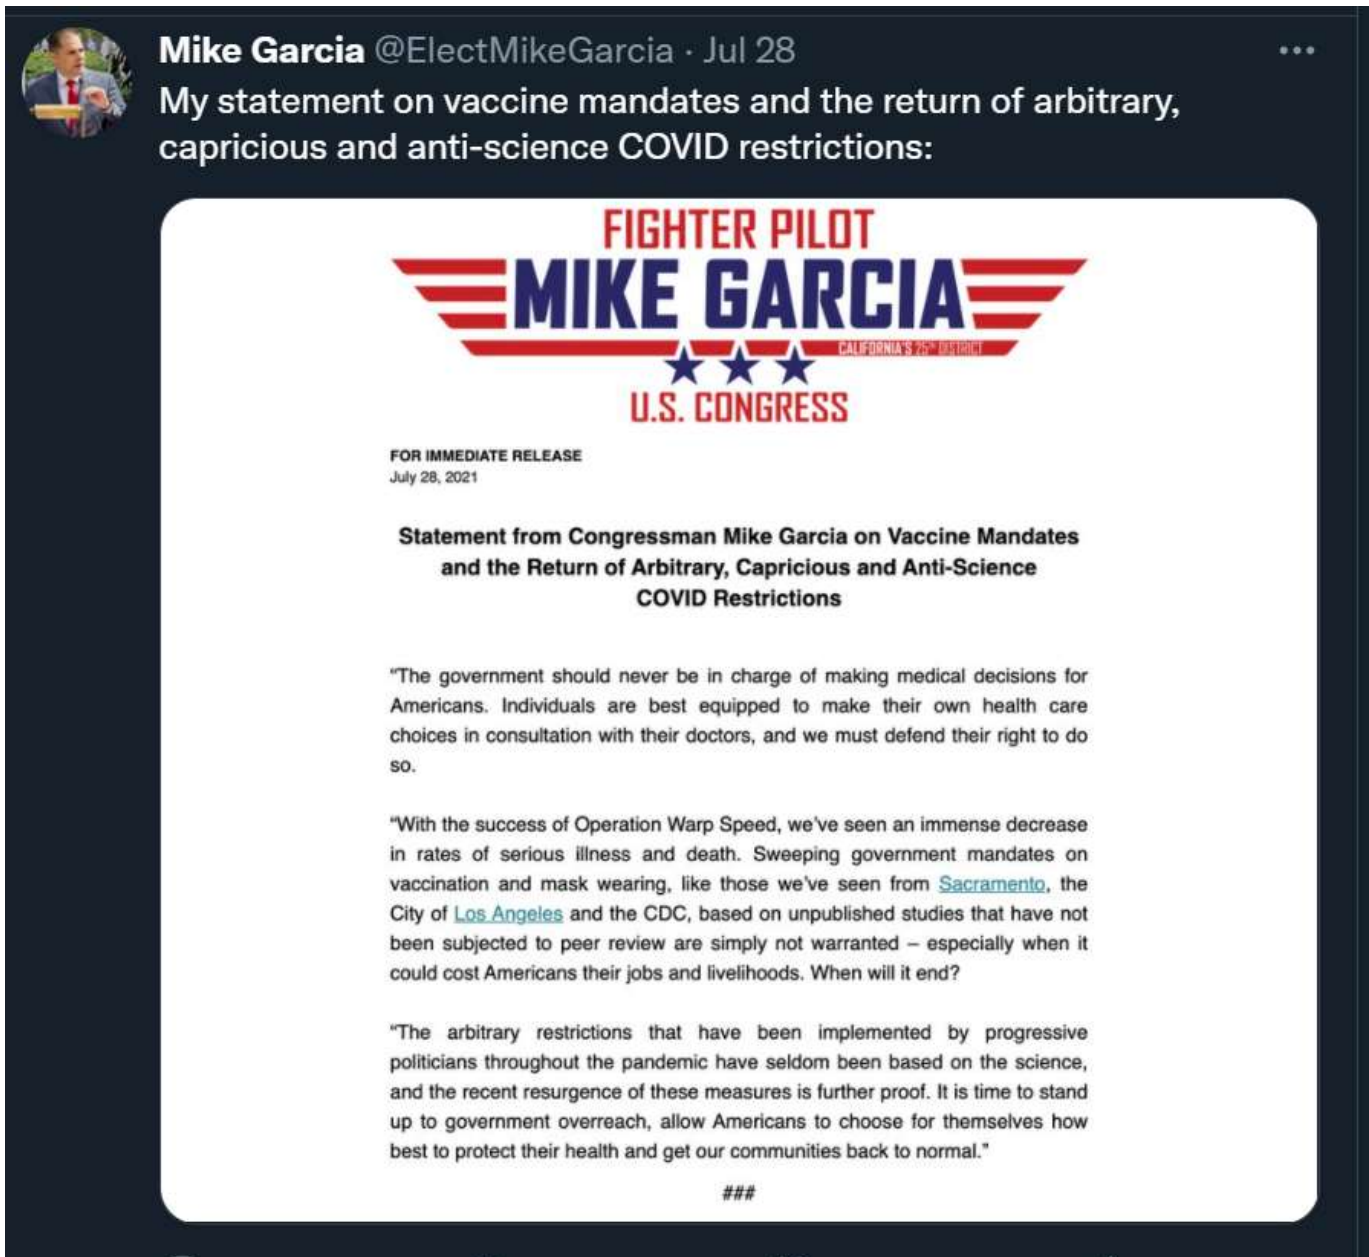 Mike Garcia @ElectMikeGarcia · Jul 28
My statement on vaccine mandates and the return of arbitrary,
capricious and anti-science COVID restrictions:
FIGHTER PILOT
MIKE GARCIA
CALIFORNIA'S 25TH DISTRICT
U.S. CONGRESS
FOR IMMEDIATE RELEASE
July 28, 2021
Statement from Congressman Mike Garcia on Vaccine Mandates
and the Return of Arbitrary, Capricious and Anti-Science
COVID Restrictions
“The government should never be in charge of making medical decisions for
Americans. Individuals are best equipped to make their own health care
choices in consultation with their doctors, and we must defend their right to do
so.
“With the success of Operation Warp Speed, we’ve seen an immense decrease
in rates of serious illness and death. Sweeping government mandates on
vaccination and mask wearing, like those we’ve seen from Sacramento, the
City of Los Angeles and the CDC, based on unpublished studies that have not
been subjected to peer review are simply not warranted – especially when it
could cost Americans their jobs and livelihoods. When will it end?
“The arbitrary restrictions that have been implemented by progressive
politicians throughout the pandemic have seldom been based on the science,
and the recent resurgence of these measures is further proof. It is time to stand
up to government overreach, allow Americans to choose for themselves how
best to protect their health and get our communities back to normal.”
###